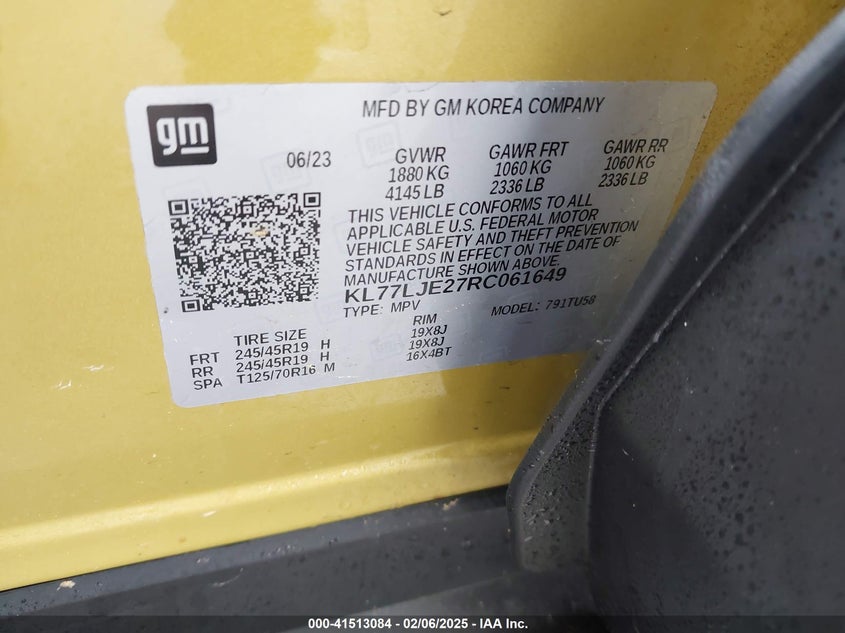 gm
MFD BY GM KOREA COMPANY
06/23
GVWR
1880 KG
4145 LB
GAWR FRT
1060 KG
2336 LB
GAWR RR
1060 KG
2336 LB
THIS VEHICLE CONFORMS TO ALL
APPLICABLE U.S. FEDERAL MOTOR
VEHICLE SAFETY AND THEFT PREVENTION
STANDARDS IN EFFECT ON THE DATE OF
MANUFACTURE SHOWN ABOVE.
KL77LJE27RC061649
TYPE: MPV MODEL: 791TU58
TIRE SIZE RIM
FRT 245/45R19 H 19X8J
RR 245/45R19 H 19X8J
SPA T125/70R16 M 16X4BT
000-41513084 - 02/06/2025 - IAA Inc.